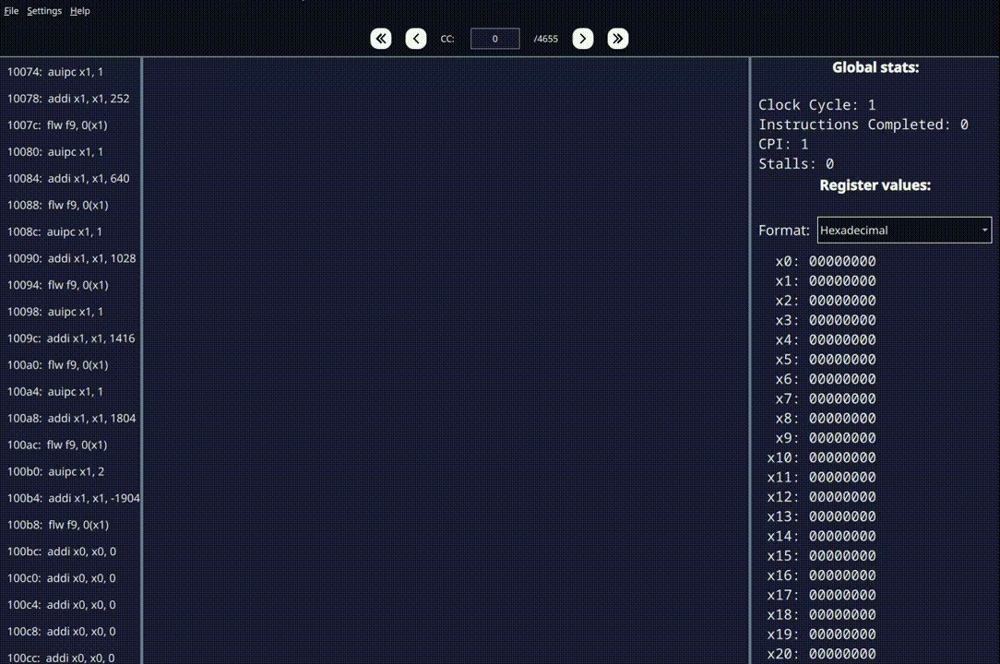 File Settings Help
CC: 0 /4655
10074: auipc x1, 1
10078: addi x1, x1, 252
1007c: flw f9, 0(x1)
10080: auipc x1, 1
10084: addi x1, x1, 640
10088: flw f9, 0(x1)
1008c: auipc x1, 1
10090: addi x1, x1, 1028
10094: flw f9, 0(x1)
10098: auipc x1, 1
1009c: addi x1, x1, 1416
100a0: flw f9, 0(x1)
100a4: auipc x1, 1
100a8: addi x1, x1, 1804
100ac: flw f9, 0(x1)
100b0: auipc x1, 2
100b4: addi x1, x1, -1904
100b8: flw f9, 0(x1)
100bc: addi x0, x0, 0
100c0: addi x0, x0, 0
100c4: addi x0, x0, 0
100c8: addi x0, x0, 0
100cc: addi x0, x0, 0
Global stats:
Clock Cycle: 1
Instructions Completed: 0
CPI: 1
Stalls: 0
Register values:
Format: Hexadecimal
x0: 00000000
x1: 00000000
x2: 00000000
x3: 00000000
x4: 00000000
x5: 00000000
x6: 00000000
x7: 00000000
x8: 00000000
x9: 00000000
x10: 00000000
x11: 00000000
x12: 00000000
x13: 00000000
x14: 00000000
x15: 00000000
x16: 00000000
x17: 00000000
x18: 00000000
x19: 00000000
x20: 00000000